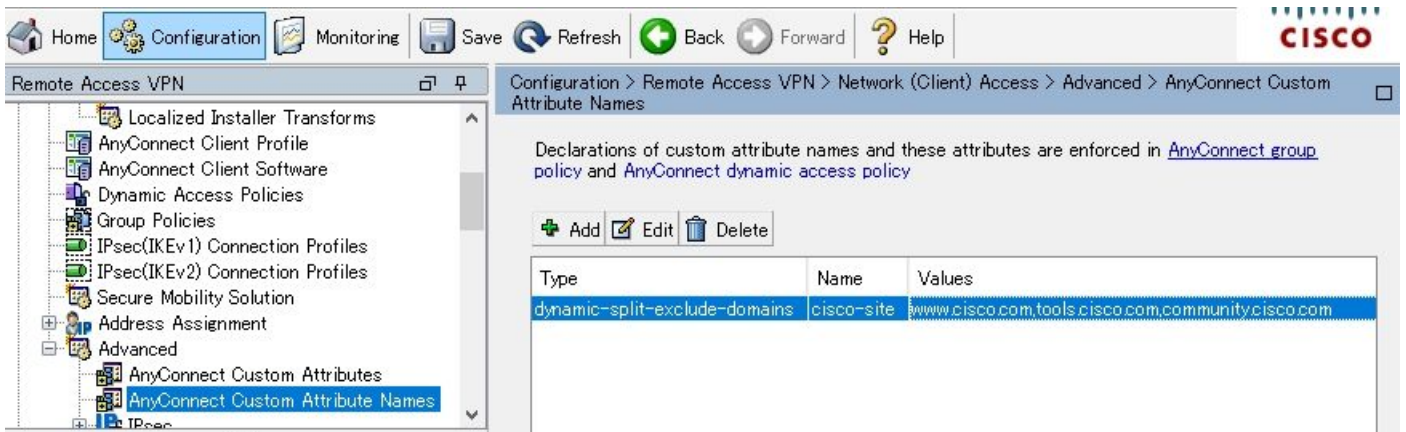 Home Configuration Monitoring Save Refresh Back Forward Help
CISCO
Remote Access VPN
Localized Installer Transforms
AnyConnect Client Profile
AnyConnect Client Software
Dynamic Access Policies
Group Policies
IPsec(IKEv1) Connection Profiles
IPsec(IKEv2) Connection Profiles
Secure Mobility Solution
Address Assignment
Advanced
AnyConnect Custom Attributes
AnyConnect Custom Attribute Names
IPsec
Configuration > Remote Access VPN > Network (Client) Access > Advanced > AnyConnect Custom
Attribute Names
Declarations of custom attribute names and these attributes are enforced in AnyConnect group
policy and AnyConnect dynamic access policy
Add Edit Delete
Type Name Values
dynamic-split-exclude-domains cisco-site www.cisco.com,tools.cisco.com,community.cisco.com